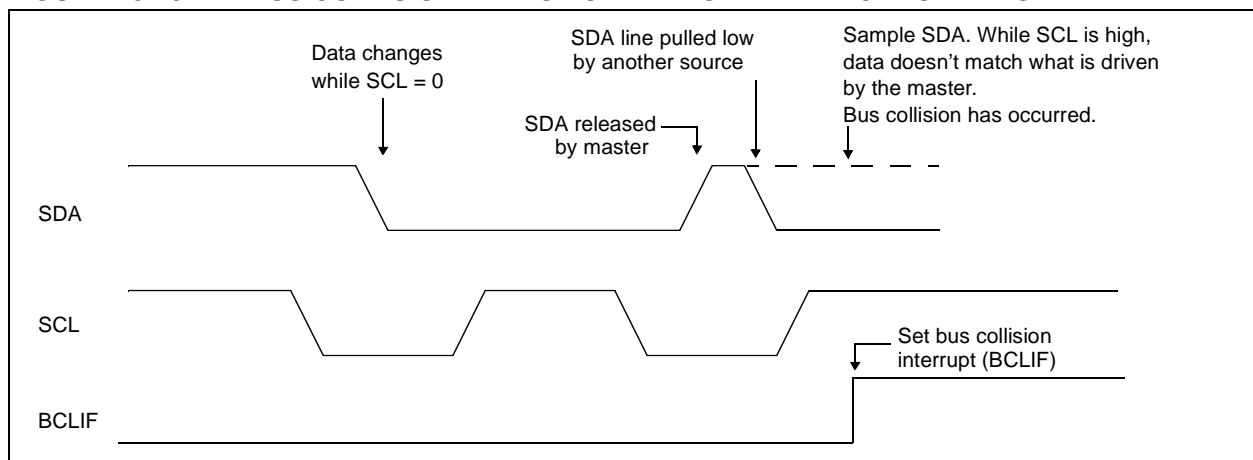 Data changes
while SCL = 0
SDA line pulled low
by another source
Sample SDA. While SCL is high,
data doesn't match what is driven
by the master.
Bus collision has occurred.
SDA released
by master
SDA
SCL
Set bus collision
interrupt (BCLIF)
BCLIF